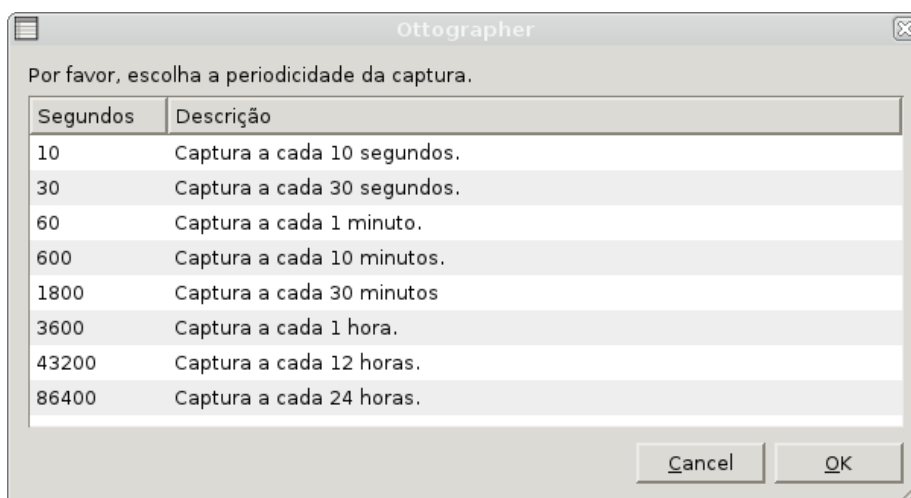 Ottographer
Por favor, escolha a periodicidade da captura.
Segundos Descrição
10 Captura a cada 10 segundos.
30 Captura a cada 30 segundos.
60 Captura a cada 1 minuto.
600 Captura a cada 10 minutos.
1800 Captura a cada 30 minutos
3600 Captura a cada 1 hora.
43200 Captura a cada 12 horas.
86400 Captura a cada 24 horas.
Cancel OK